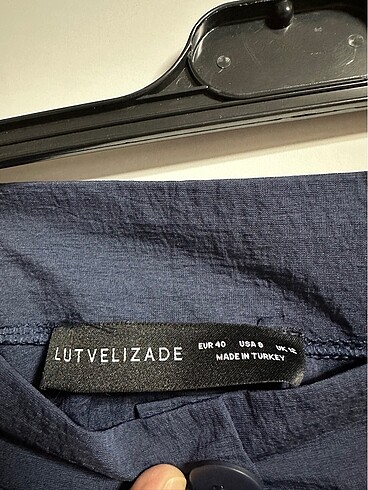 LUTVELIZADE
EUR 40 USA 8 UK 12
MADE IN TURKEY